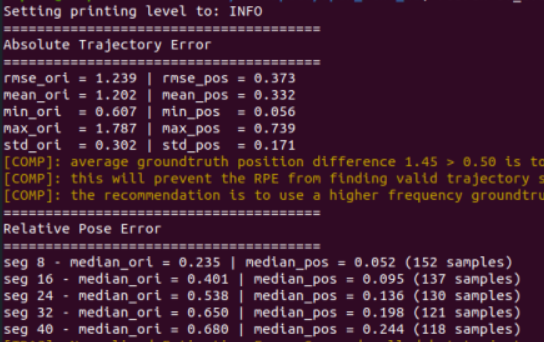 Setting printing level to: INFO
======================================
Absolute Trajectory Error
======================================
rmse_ori = 1.239 | rmse_pos = 0.373
mean_ori = 1.202 | mean_pos = 0.332
min_ori  = 0.607 | min_pos  = 0.056
max_ori  = 1.787 | max_pos  = 0.739
std_ori  = 0.302 | std_pos  = 0.171
[COMP]: average groundtruth position difference 1.45 > 0.50 is to
[COMP]: this will prevent the RPE from finding valid trajectory s
[COMP]: the recommendation is to use a higher frequency groundtru
======================================
Relative Pose Error
======================================
seg 8 - median_ori = 0.235 | median_pos = 0.052 (152 samples)
seg 16 - median_ori = 0.401 | median_pos = 0.095 (137 samples)
seg 24 - median_ori = 0.538 | median_pos = 0.136 (130 samples)
seg 32 - median_ori = 0.650 | median_pos = 0.198 (121 samples)
seg 40 - median_ori = 0.680 | median_pos = 0.244 (118 samples)